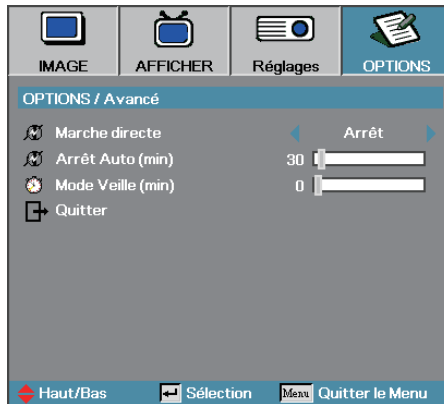 IMAGE AFFICHER Réglages OPTIONS
OPTIONS / Avancé
Marche directe Arrêt
Arrêt Auto (min) 30
Mode Veille (min) 0
Quitter
Haut/Bas Sélection Menu Quitter le Menu